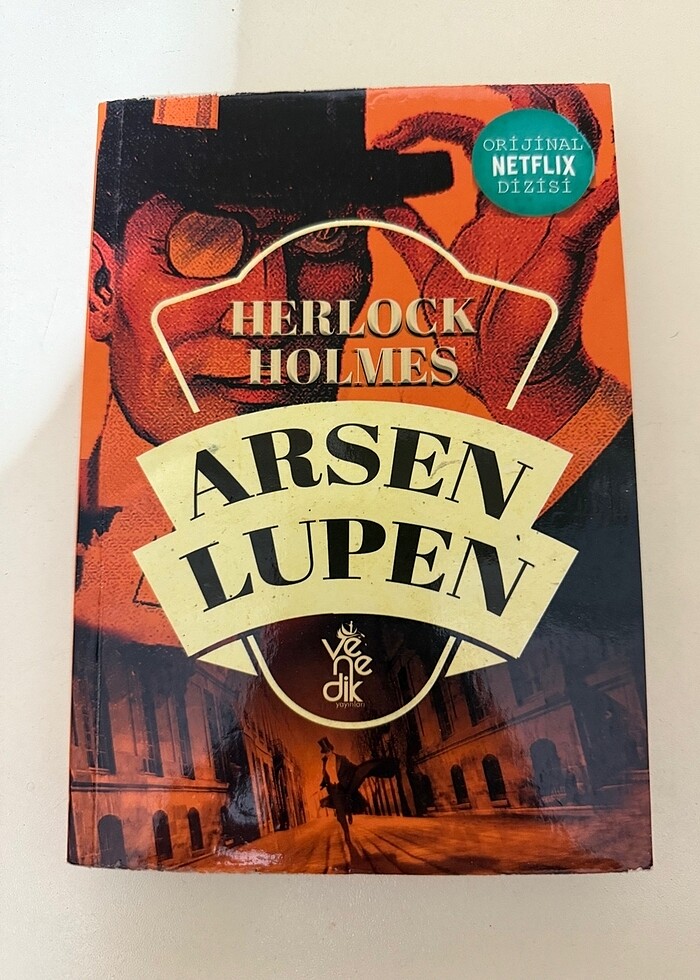 ORİJİNAL
NETFLIX
DİZİSİ
HERLOCK
HOLMES
ARSEN
LUPEN
ve
ne
dik
yayınları